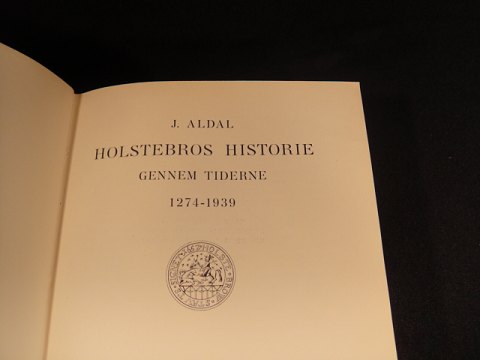 J. ALDAL
HOLSTEBROS HISTORIE
GENNEM TIDERNE
1274-1939